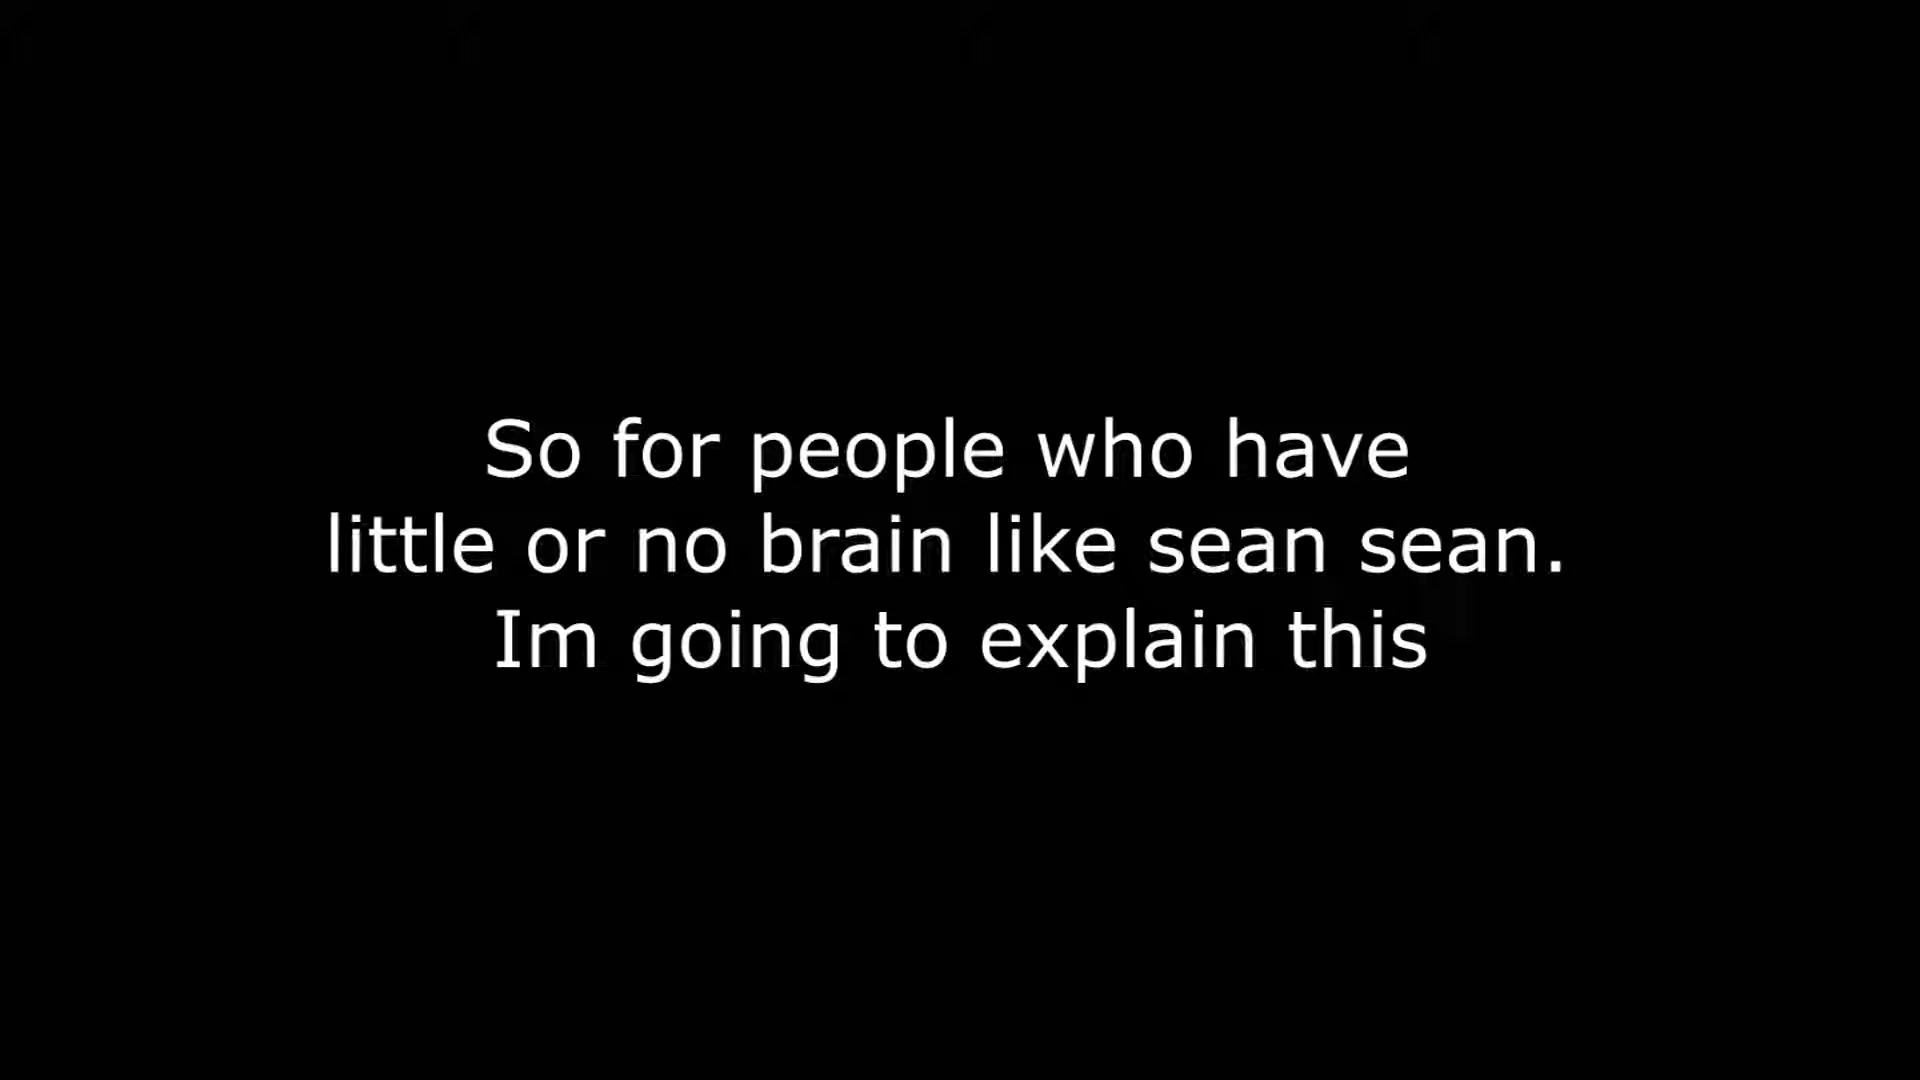 So for people who have
little or no brain like sean sean.
Im going to explain this